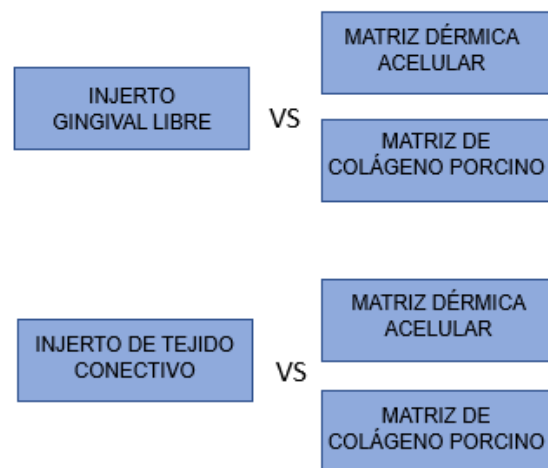 INJERTO
GINGIVAL LIBRE
VS
MATRIZ DÉRMICA
ACELULAR
MATRIZ DE
COLÁGENO PORCINO
INJERTO DE TEJIDO
CONECTIVO
VS
MATRIZ DÉRMICA
ACELULAR
MATRIZ DE
COLÁGENO PORCINO